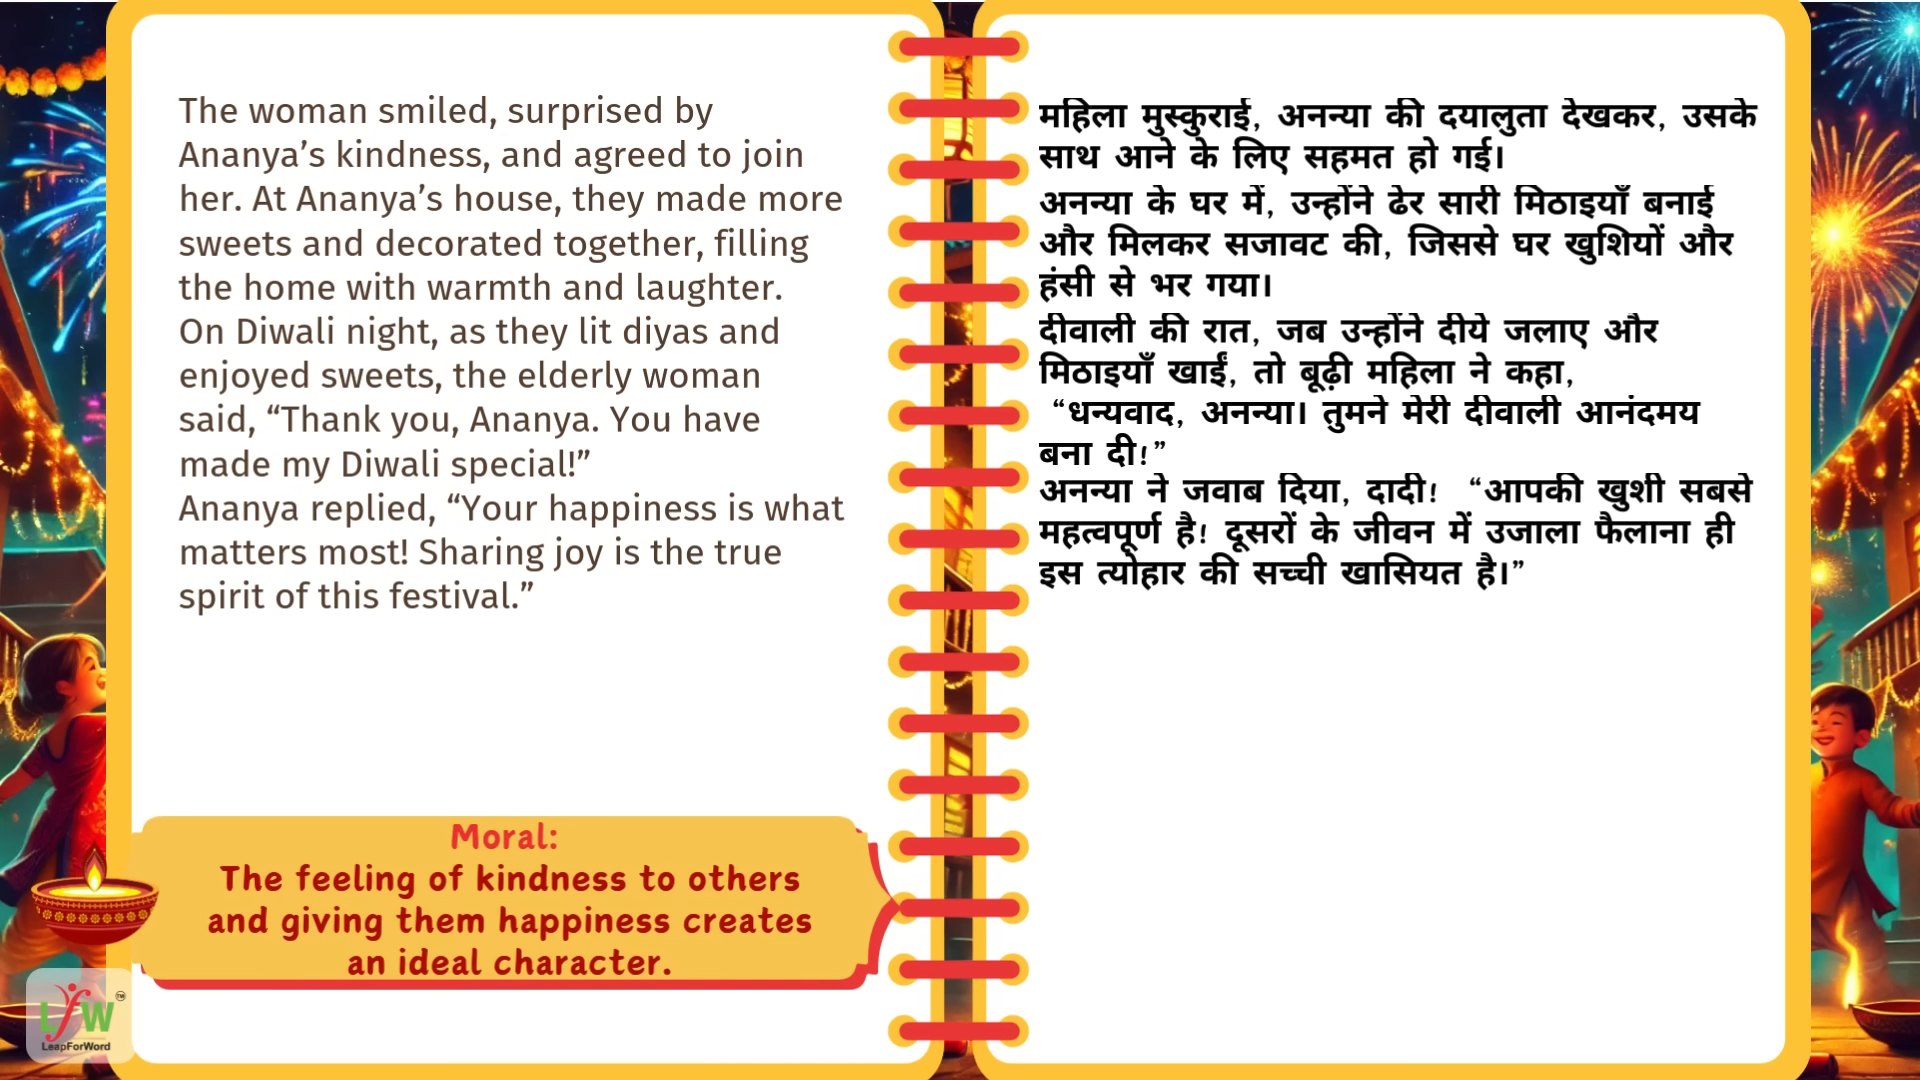 The woman smiled, surprised by
Ananya’s kindness, and agreed to join
her. At Ananya’s house, they made more
sweets and decorated together, filling
the home with warmth and laughter.
On Diwali night, as they lit diyas and
enjoyed sweets, the elderly woman
said, “Thank you, Ananya. You have
made my Diwali special!”
Ananya replied, “Your happiness is what
matters most! Sharing joy is the true
spirit of this festival.”
Moral:
The feeling of kindness to others
and giving them happiness creates
an ideal character.
LfW™
LeapForWord
महिला मुस्कुराई, अनन्या की दयालुता देखकर, उसके
साथ आने के लिए सहमत हो गई।
अनन्या के घर में, उन्होंने ढेर सारी मिठाइयाँ बनाई
और मिलकर सजावट की, जिससे घर खुशियों और
हंसी से भर गया।
दीवाली की रात, जब उन्होंने दीये जलाए और
मिठाइयाँ खाईं, तो बूढ़ी महिला ने कहा,
“धन्यवाद, अनन्या। तुमने मेरी दीवाली आनंदमय
बना दी!”
अनन्या ने जवाब दिया, दादी! “आपकी खुशी सबसे
महत्वपूर्ण है! दूसरों के जीवन में उजाला फैलाना ही
इस त्योहार की सच्ची खासियत है।”